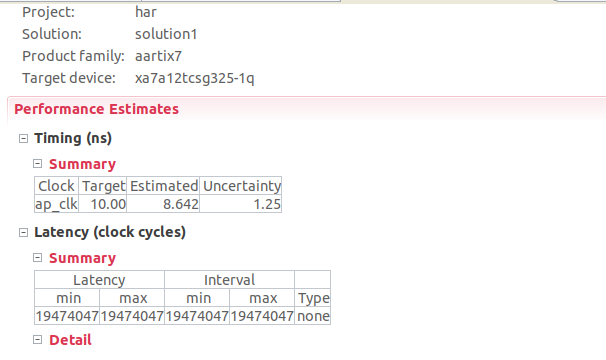 Project: har
Solution: solution1
Product family: aartix7
Target device: xa7a12tcsg325-1q
Performance Estimates
Timing (ns)
Summary
Clock Target Estimated Uncertainty
ap_clk 10.00 8.642 1.25
Latency (clock cycles)
Summary
Latency Interval
min max min max Type
19474047 19474047 19474047 19474047 none
Detail